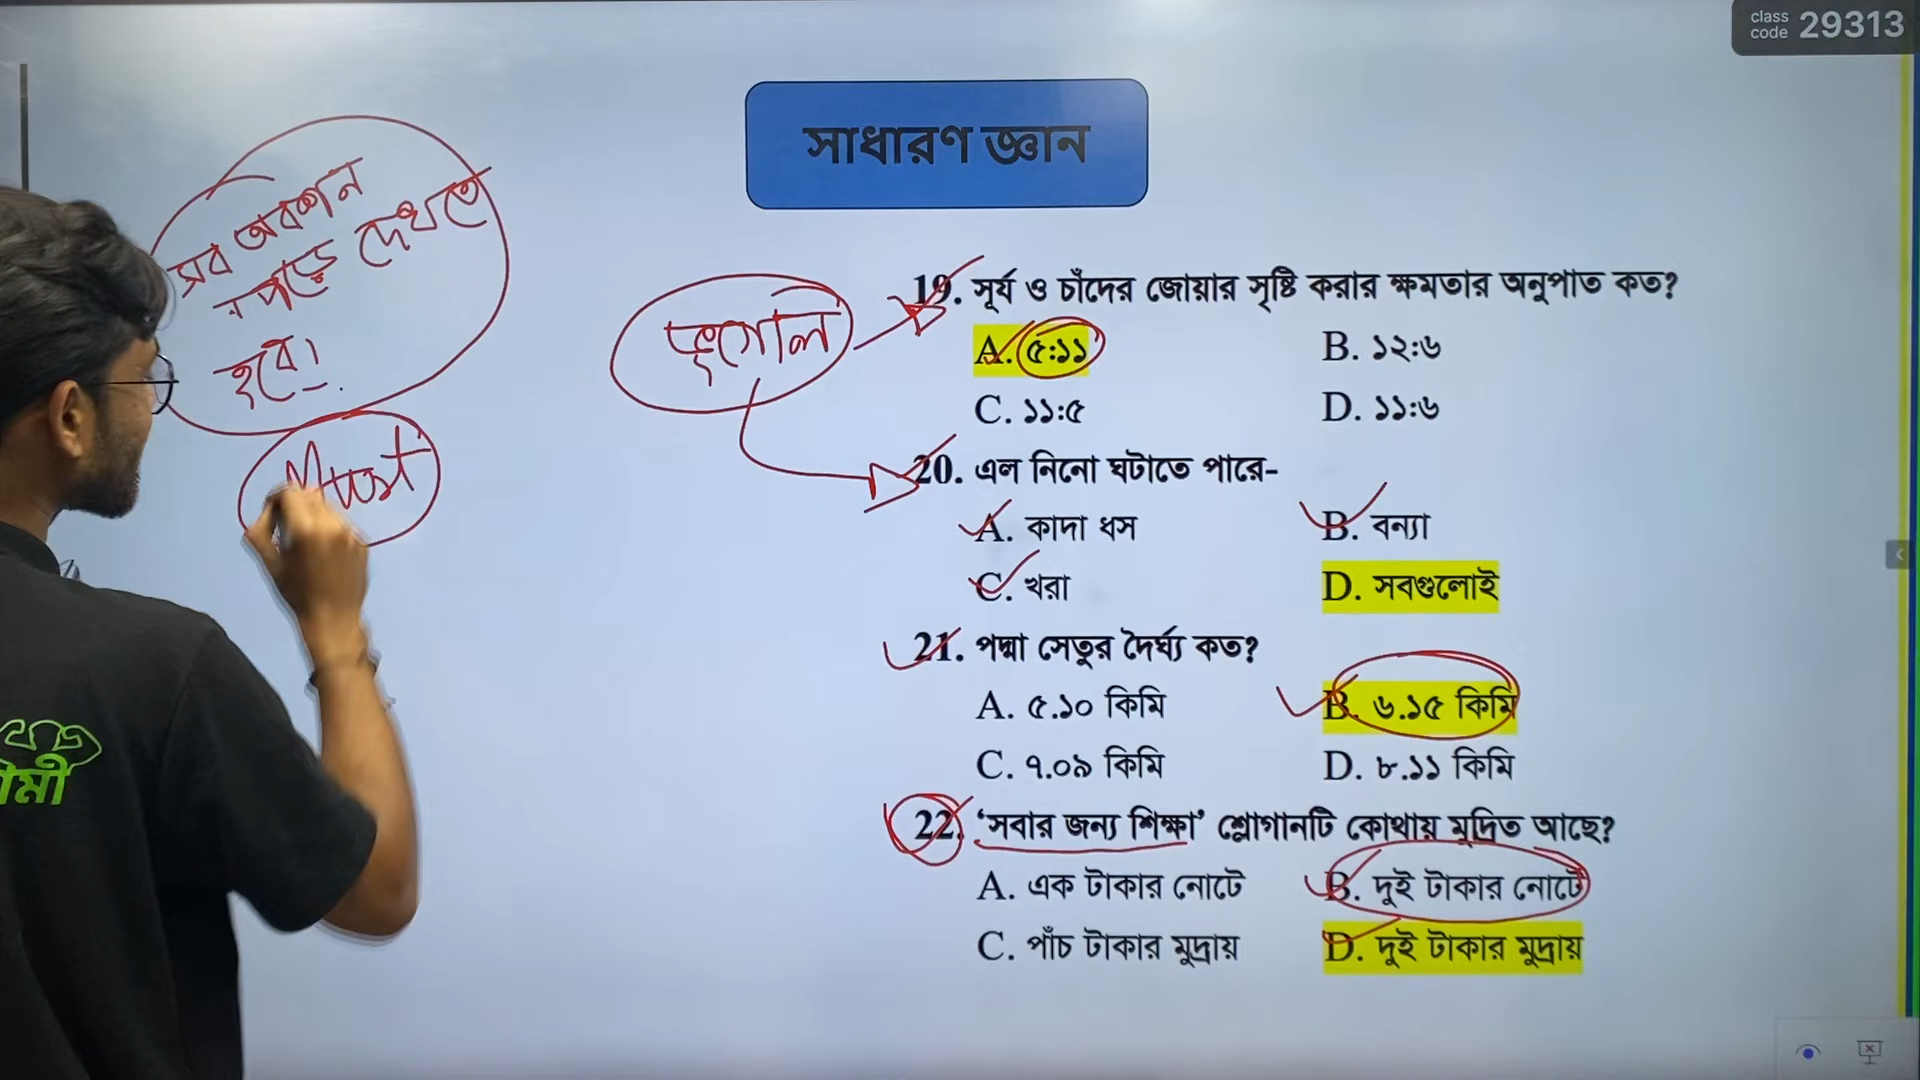 class code 29313
সাধারণ জ্ঞান
সব অবশন
পড়ে দেখতে
হবে।
Must
ভূগোল
19. সূর্য ও চাঁদের জোয়ার সৃষ্টি করার ক্ষমতার অনুপাত কত?
A. ৫:১১ B. ১২:৬
C. ১১:৫ D. ১১:৬
20. এল নিনো ঘটাতে পারে-
A. কাদা ধস B. বন্যা
C. খরা D. সবগুলোই
21. পদ্মা সেতুর দৈর্ঘ্য কত?
A. ৫.১০ কিমি B. ৬.১৫ কিমি
C. ৭.০৯ কিমি D. ৮.১১ কিমি
22. ‘সবার জন্য শিক্ষা’ শ্লোগানটি কোথায় মুদ্রিত আছে?
A. এক টাকার নোটে B. দুই টাকার নোটে
C. পাঁচ টাকার মুদ্রায় D. দুই টাকার মুদ্রায়